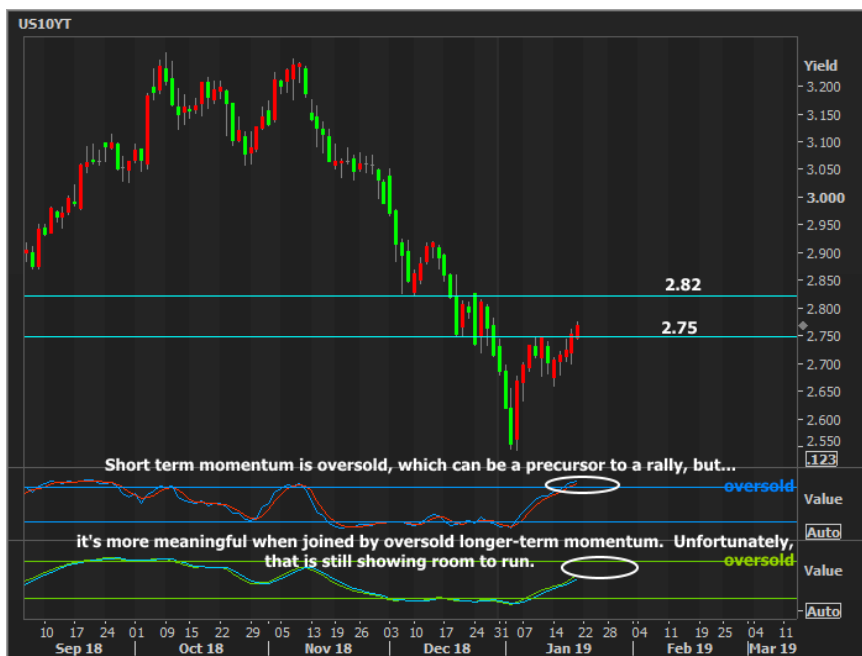 US10YT
Yield
3.200
3.150
3.100
3.050
3.000
2.950
2.900
2.850
2.82
2.800
2.75
2.750
2.700
2.650
2.600
2.550
.123
Short term momentum is oversold, which can be a precursor to a rally, but...
oversold
Value
Auto
it's more meaningful when joined by oversold longer-term momentum. Unfortunately,
that is still showing room to run.
oversold
Value
Auto
10 17 24 01 09 15 22 29 05 13 19 26 03 10 17 24 31 07 14 22 28 04 11 19 25 04 11
Sep 18 Oct 18 Nov 18 Dec 18 Jan 19 Feb 19 Mar 19